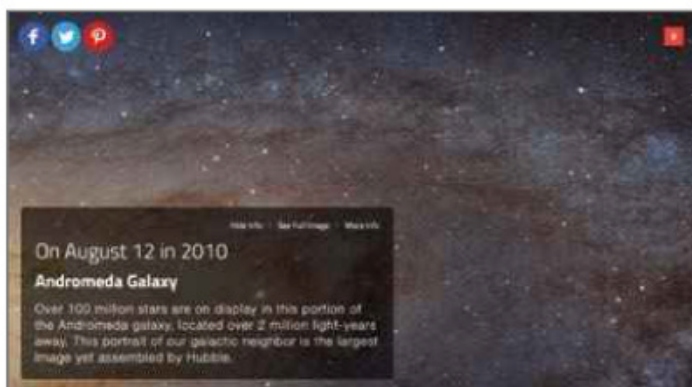 Hide Info See Full Image More Info
On August 12 in 2010
Andromeda Galaxy
Over 100 million stars are on display in this portion of
the Andromeda galaxy, located over 2 million light-years
away. This portrait of our galactic neighbor is the largest
image yet assembled by Hubble.